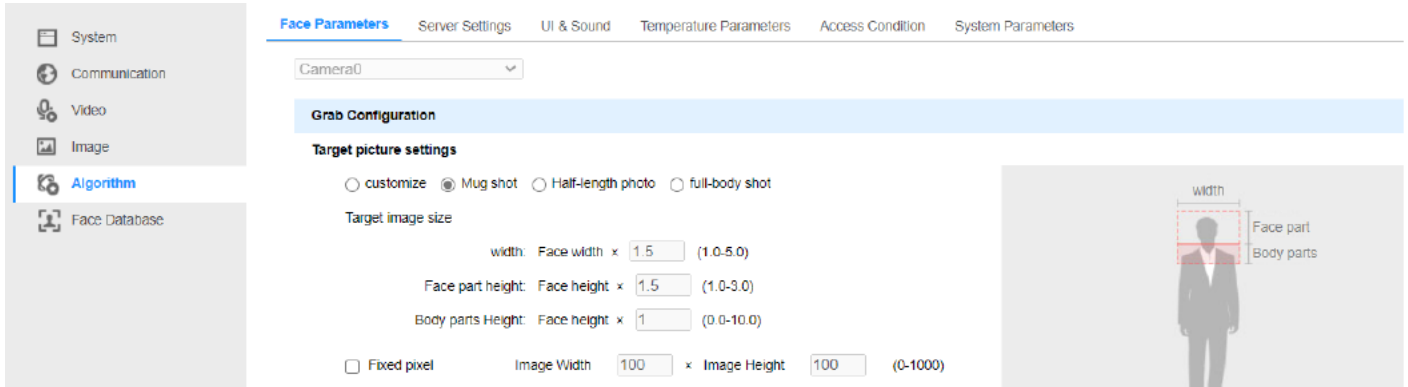 Face Parameters Server Settings UI & Sound Temperature Parameters Access Condition System Parameters
System
Communication
Video
Image
Algorithm
Face Database
Camera0
Grab Configuration
Target picture settings
customize Mug shot Half-length photo full-body shot
Target image size
width: Face width × 1.5 (1.0-5.0)
Face part height: Face height × 1.5 (1.0-3.0)
Body parts Height: Face height × 1 (0.0-10.0)
Fixed pixel Image Width 100 × Image Height 100 (0-1000)
width
Face part
Body parts